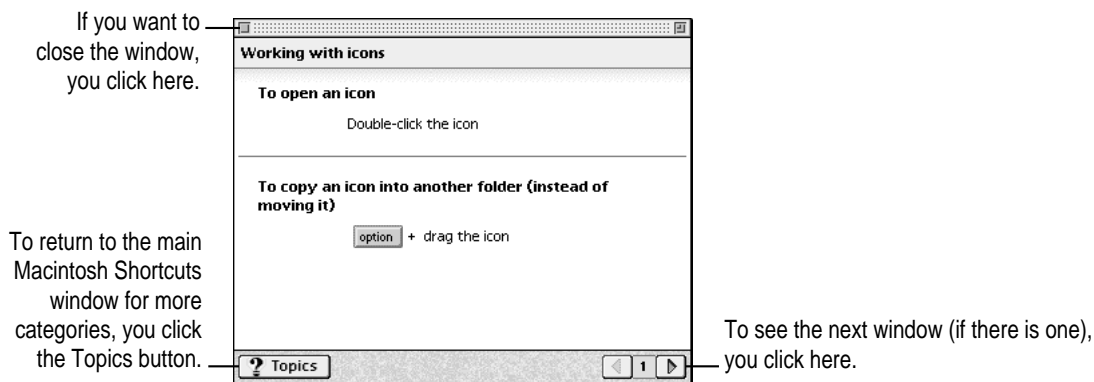 If you want to
close the window,
you click here.
Working with icons
To open an icon
Double-click the icon
To copy an icon into another folder (instead of
moving it)
option + drag the icon
To return to the main
Macintosh Shortcuts
window for more
categories, you click
the Topics button.
? Topics
1
To see the next window (if there is one),
you click here.